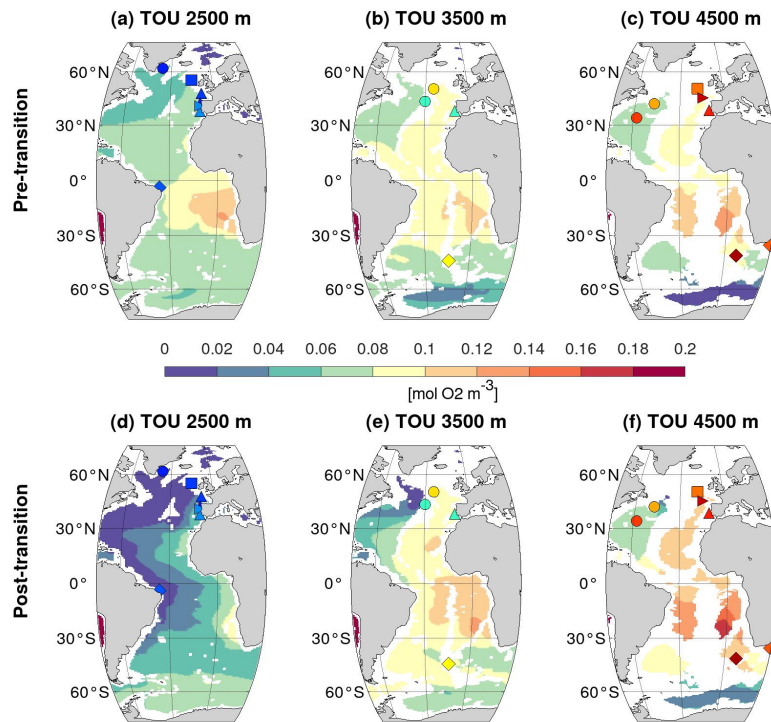 (a) TOU 2500 m
(b) TOU 3500 m
(c) TOU 4500 m
Pre-transition
60°N
30°N
0°
30°S
60°S
60°N
30°N
0°
30°S
60°S
60°N
30°N
0°
30°S
60°S
0 0.02 0.04 0.06 0.08 0.1 0.12 0.14 0.16 0.18 0.2
[mol O2 m-3]
(d) TOU 2500 m
(e) TOU 3500 m
(f) TOU 4500 m
Post-transition
60°N
30°N
0°
30°S
60°S
60°N
30°N
0°
30°S
60°S
60°N
30°N
0°
30°S
60°S